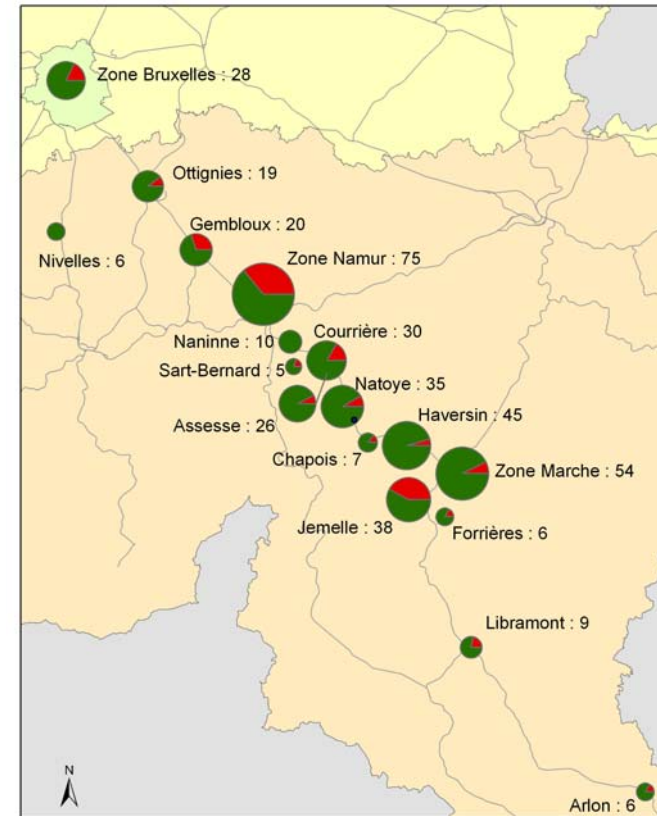 Zone Bruxelles : 28
Ottignies : 19
Gembloux : 20
Zone Namur : 75
Nivelles : 6
Naninne : 10
Courrière : 30
Sart-Bernard : 5
Natoye : 35
Assesse : 26
Haversin : 45
Chapois : 7
Zone Marche : 54
Jemelle : 38
Forrières : 6
Libramont : 9
N
Arlon : 6